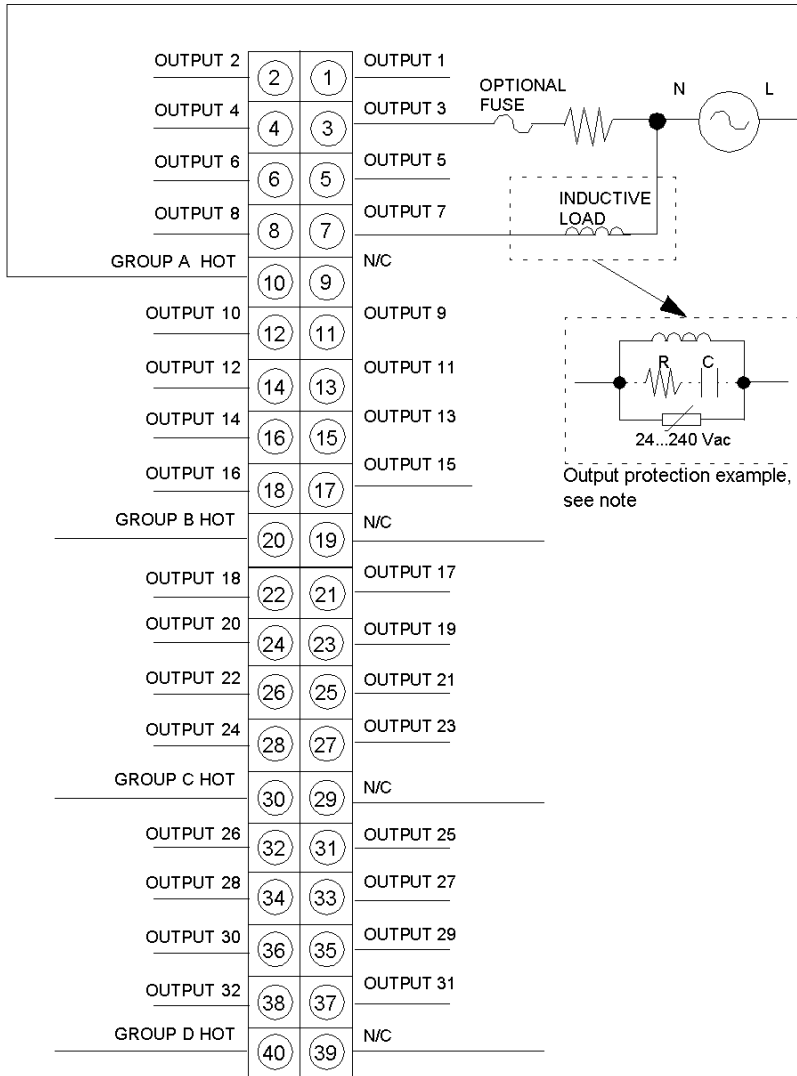 OUTPUT 2 2 1 OUTPUT 1
OPTIONAL
FUSE
N L
OUTPUT 4 4 3 OUTPUT 3
OUTPUT 6 6 5 OUTPUT 5
OUTPUT 8 8 7 OUTPUT 7
INDUCTIVE
LOAD
GROUP A HOT 10 9 N/C
OUTPUT 10 12 11 OUTPUT 9
OUTPUT 12 14 13 OUTPUT 11
R C
OUTPUT 14 16 15 OUTPUT 13
24...240 Vac
OUTPUT 16 18 17 OUTPUT 15
Output protection example,
see note
GROUP B HOT 20 19 N/C
OUTPUT 18 22 21 OUTPUT 17
OUTPUT 20 24 23 OUTPUT 19
OUTPUT 22 26 25 OUTPUT 21
OUTPUT 24 28 27 OUTPUT 23
GROUP C HOT 30 29 N/C
OUTPUT 26 32 31 OUTPUT 25
OUTPUT 28 34 33 OUTPUT 27
OUTPUT 30 36 35 OUTPUT 29
OUTPUT 32 38 37 OUTPUT 31
GROUP D HOT 40 39 N/C